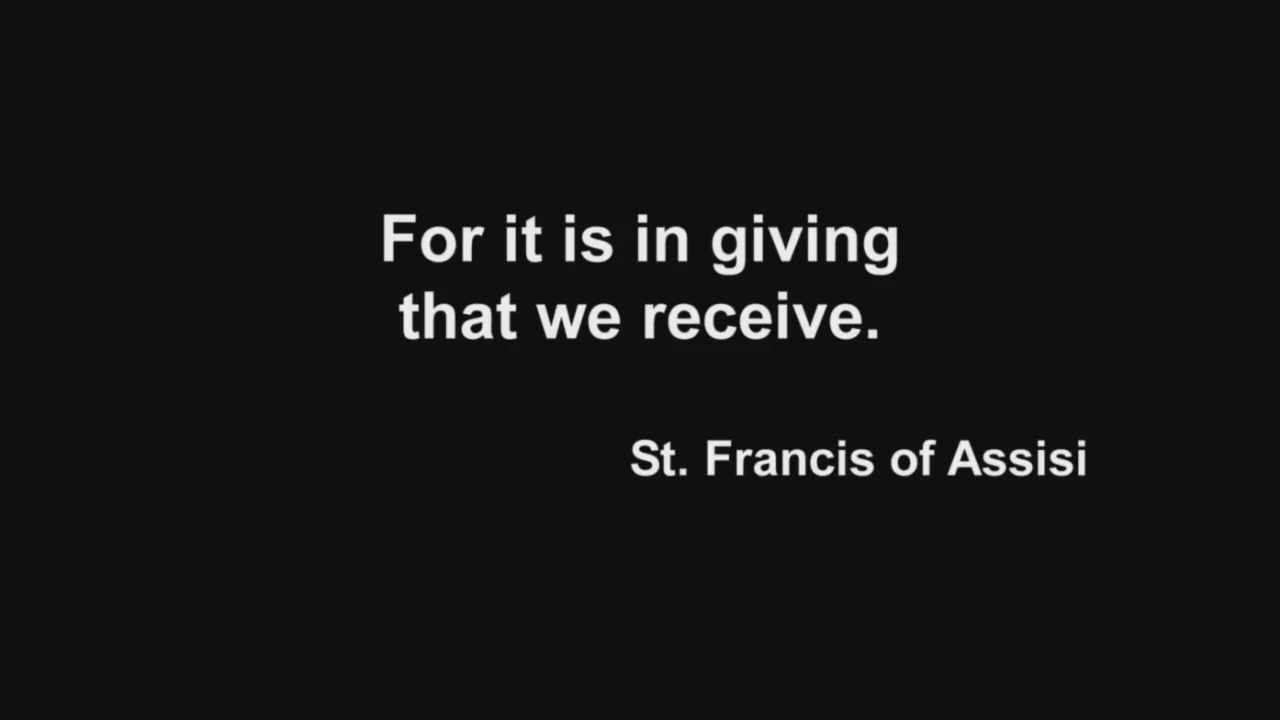 For it is in giving
that we receive.
St. Francis of Assisi